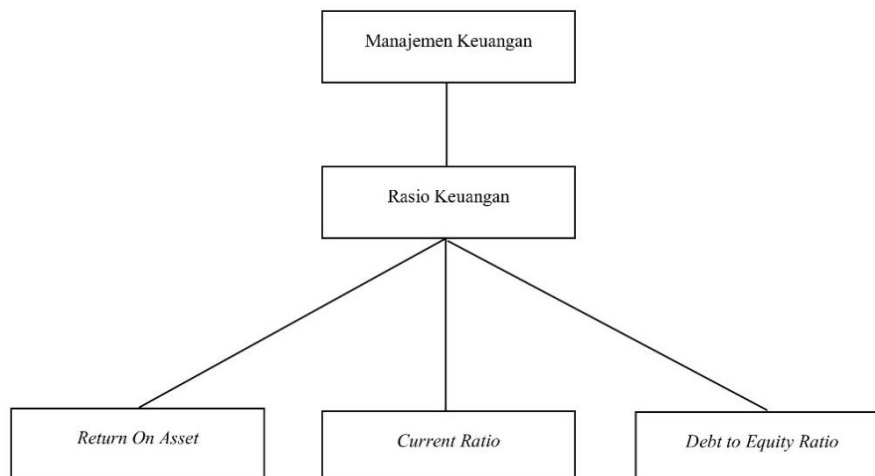 Manajemen Keuangan
Rasio Keuangan
Return On Asset
Current Ratio
Debt to Equity Ratio